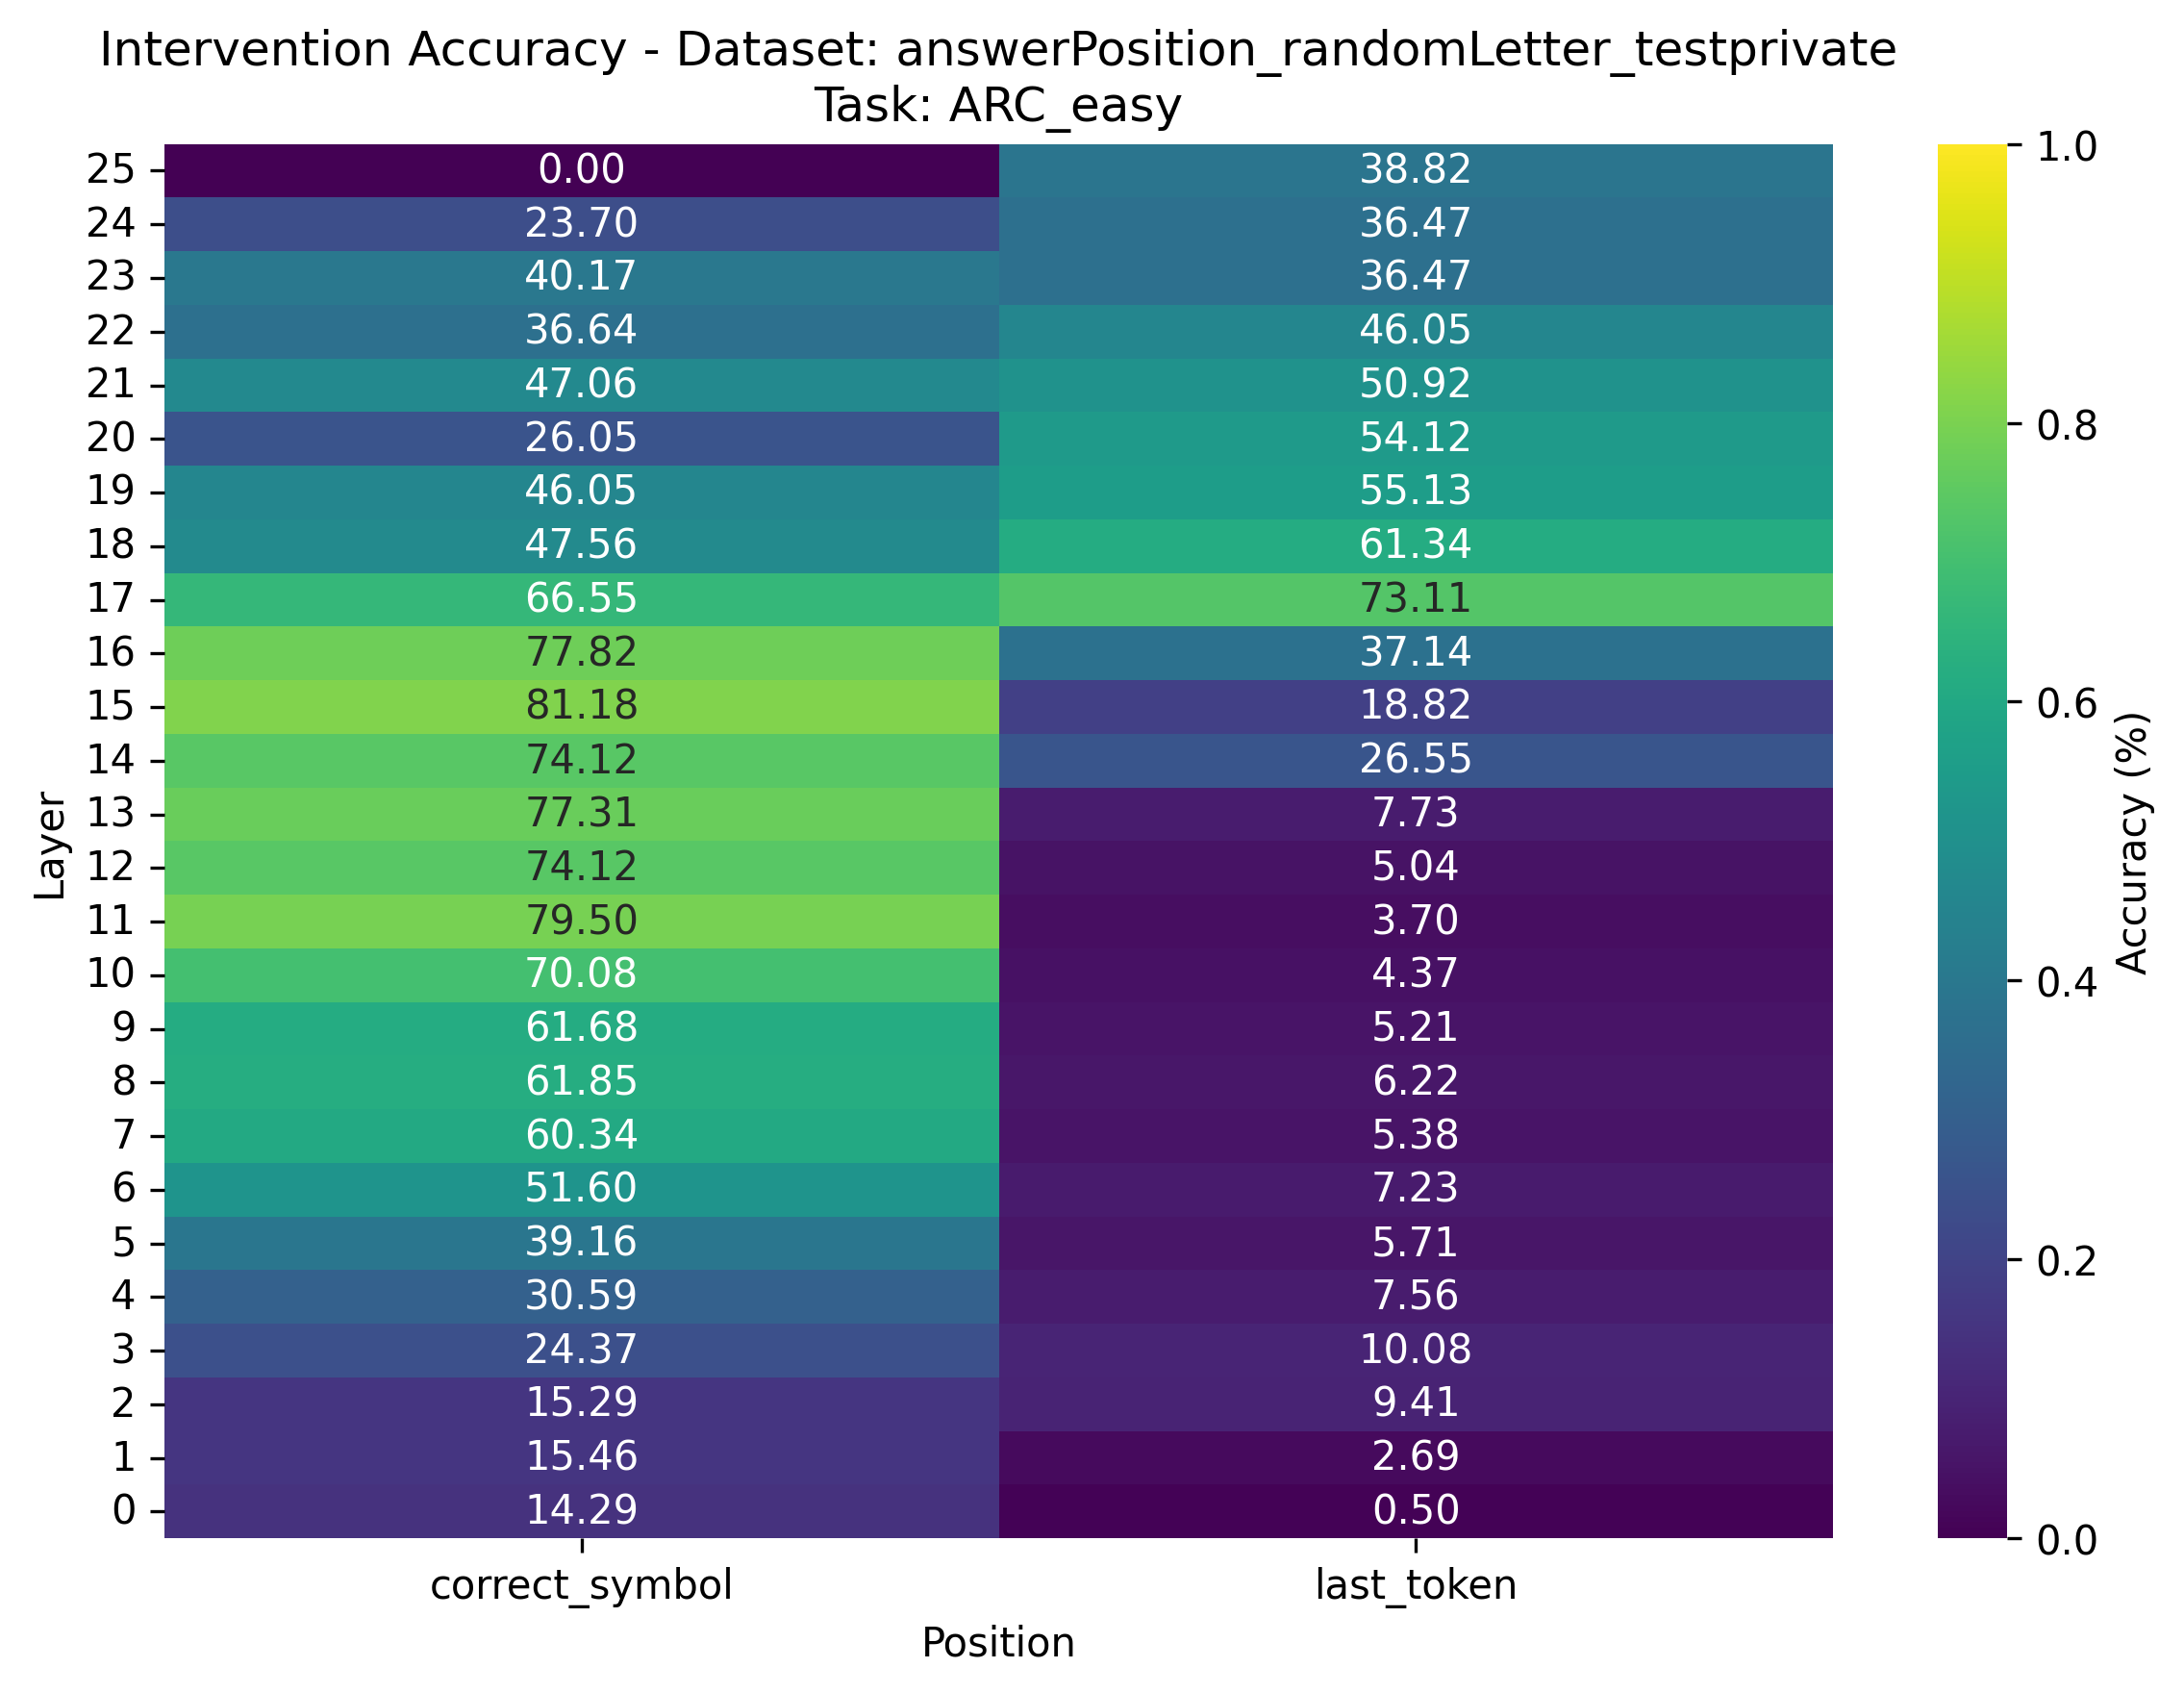 Intervention Accuracy - Dataset: answerPosition_randomLetter_testprivate
Task: ARC_easy
25 0.00 38.82
24 23.70 36.47
23 40.17 36.47
22 36.64 46.05
21 47.06 50.92
20 26.05 54.12
19 46.05 55.13
18 47.56 61.34
17 66.55 73.11
16 77.82 37.14
15 81.18 18.82
14 74.12 26.55
13 77.31 7.73
12 74.12 5.04
11 79.50 3.70
10 70.08 4.37
9 61.68 5.21
8 61.85 6.22
7 60.34 5.38
6 51.60 7.23
5 39.16 5.71
4 30.59 7.56
3 24.37 10.08
2 15.29 9.41
1 15.46 2.69
0 14.29 0.50
correct_symbol last_token
Position
Layer
1.0
0.8
0.6
0.4
0.2
0.0
Accuracy (%)